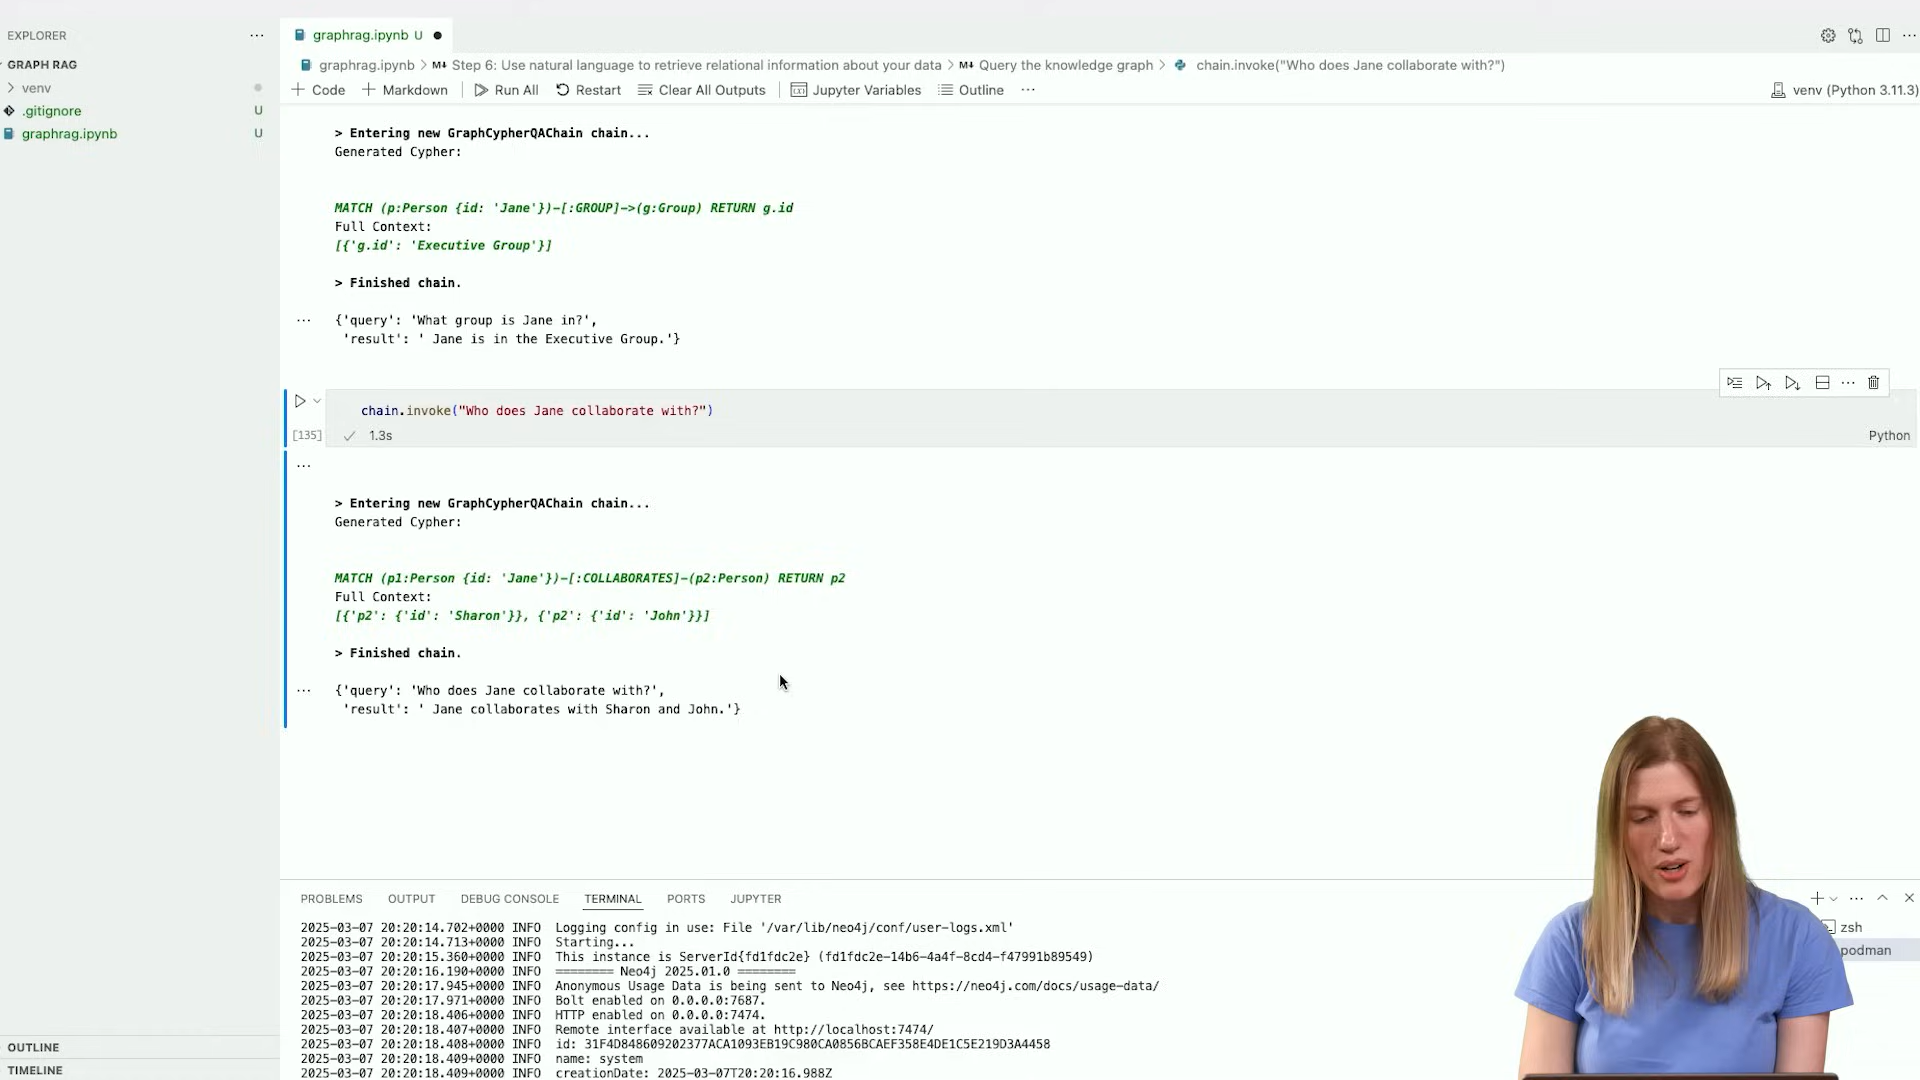 EXPLORER
GRAPH RAG
venv
.gitignore U
graphrag.ipynb U
OUTLINE
TIMELINE
graphrag.ipynb U
graphrag.ipynb > M↓ Step 6: Use natural language to retrieve relational information about your data > M↓ Query the knowledge graph > chain.invoke("Who does Jane collaborate with?")
+ Code + Markdown Run All Restart Clear All Outputs Jupyter Variables Outline ... venv (Python 3.11.3)
> Entering new GraphCypherQAChain chain...
Generated Cypher:
MATCH (p:Person {id: 'Jane'})-[:GROUP]->(g:Group) RETURN g.id
Full Context:
[{'g.id': 'Executive Group'}]
> Finished chain.
{'query': 'What group is Jane in?',
'result': ' Jane is in the Executive Group.'}
chain.invoke("Who does Jane collaborate with?")
[135] 1.3s Python
> Entering new GraphCypherQAChain chain...
Generated Cypher:
MATCH (p1:Person {id: 'Jane'})-[:COLLABORATES]-(p2:Person) RETURN p2
Full Context:
[{'p2': {'id': 'Sharon'}}, {'p2': {'id': 'John'}}]
> Finished chain.
{'query': 'Who does Jane collaborate with?',
'result': ' Jane collaborates with Sharon and John.'}
PROBLEMS OUTPUT DEBUG CONSOLE TERMINAL PORTS JUPYTER
2025-03-07 20:20:14.702+0000 INFO Logging config in use: File '/var/lib/neo4j/conf/user-logs.xml'
2025-03-07 20:20:14.713+0000 INFO Starting...
2025-03-07 20:20:15.360+0000 INFO This instance is ServerId{fd1fdc2e} (fd1fdc2e-14b6-4a4f-8cd4-f47991b89549)
2025-03-07 20:20:16.190+0000 INFO ======== Neo4j 2025.01.0 ========
2025-03-07 20:20:17.945+0000 INFO Anonymous Usage Data is being sent to Neo4j, see https://neo4j.com/docs/usage-data/
2025-03-07 20:20:17.971+0000 INFO Bolt enabled on 0.0.0.0:7687.
2025-03-07 20:20:18.406+0000 INFO HTTP enabled on 0.0.0.0:7474.
2025-03-07 20:20:18.407+0000 INFO Remote interface available at http://localhost:7474/
2025-03-07 20:20:18.408+0000 INFO id: 31F4D848609202377ACA1093EB19C980CA0856BCAEF358E4DE1C5E219D3A4458
2025-03-07 20:20:18.409+0000 INFO name: system
2025-03-07 20:20:18.409+0000 INFO creationDate: 2025-03-07T20:20:16.988Z
zsh
podman